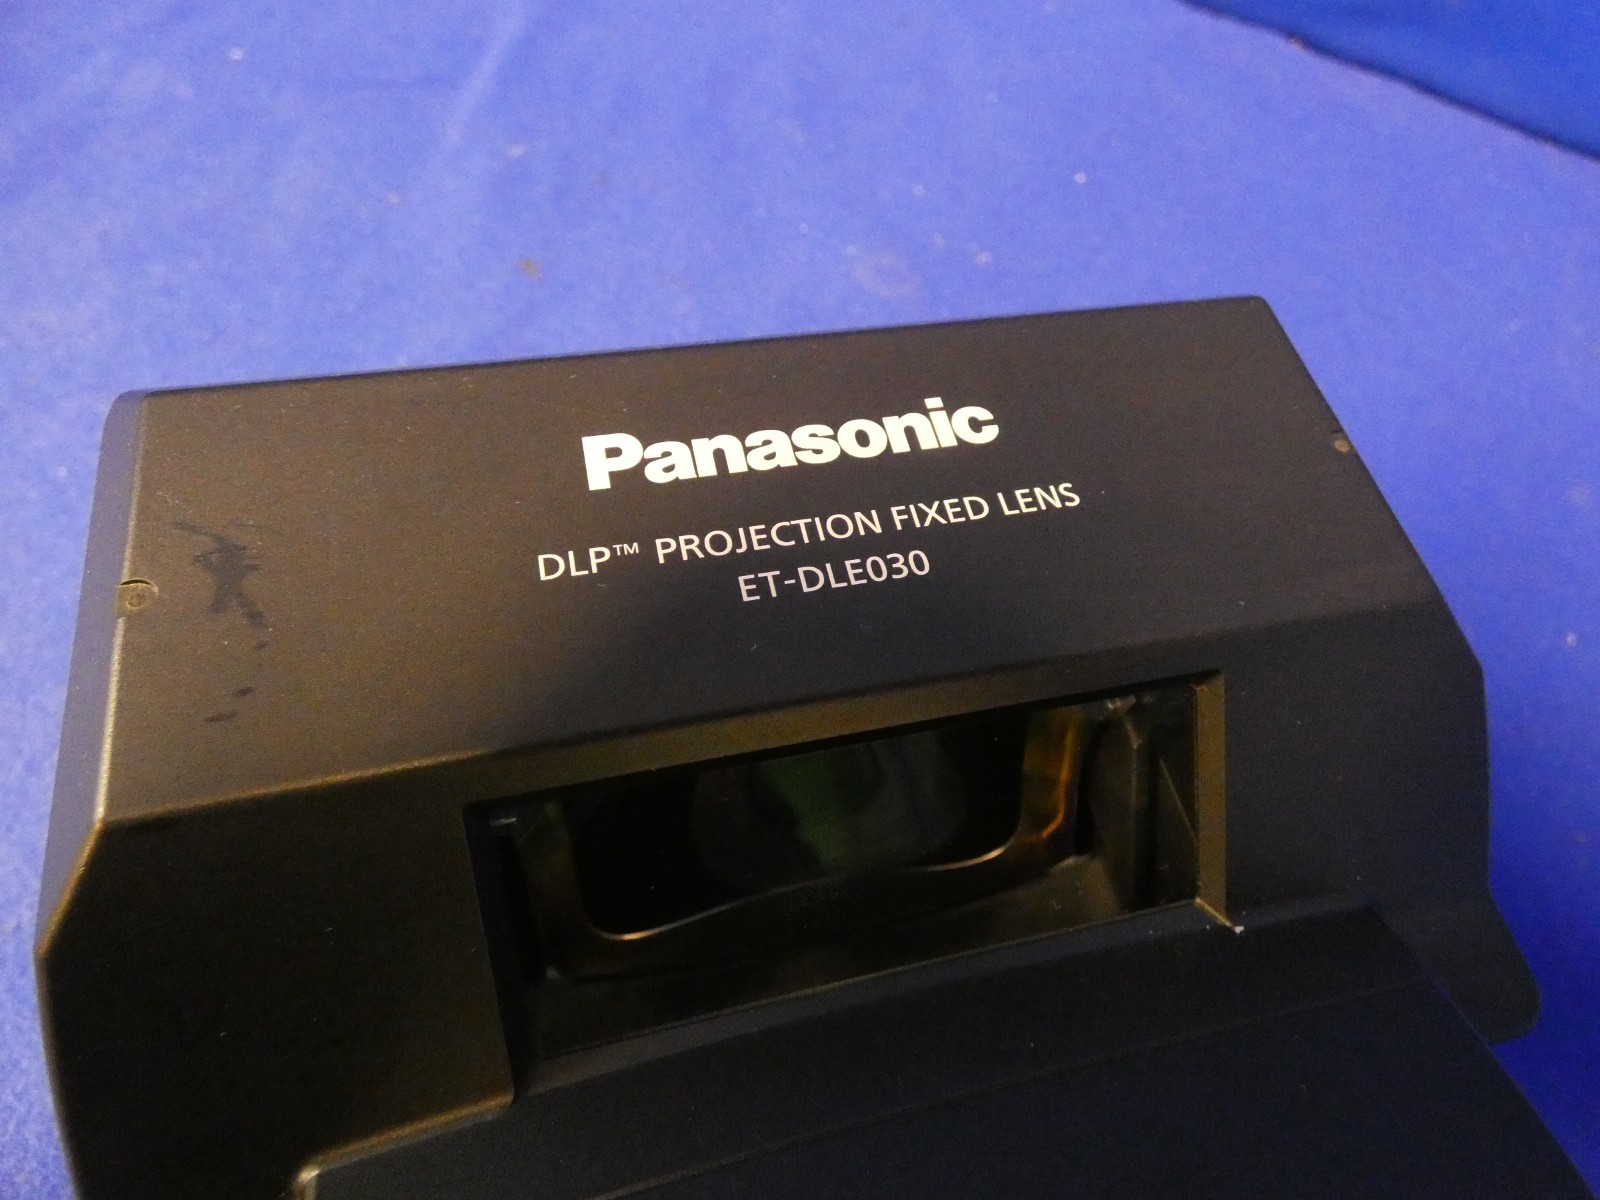 Panasonic
DLP™ PROJECTION FIXED LENS
ET-DLE030